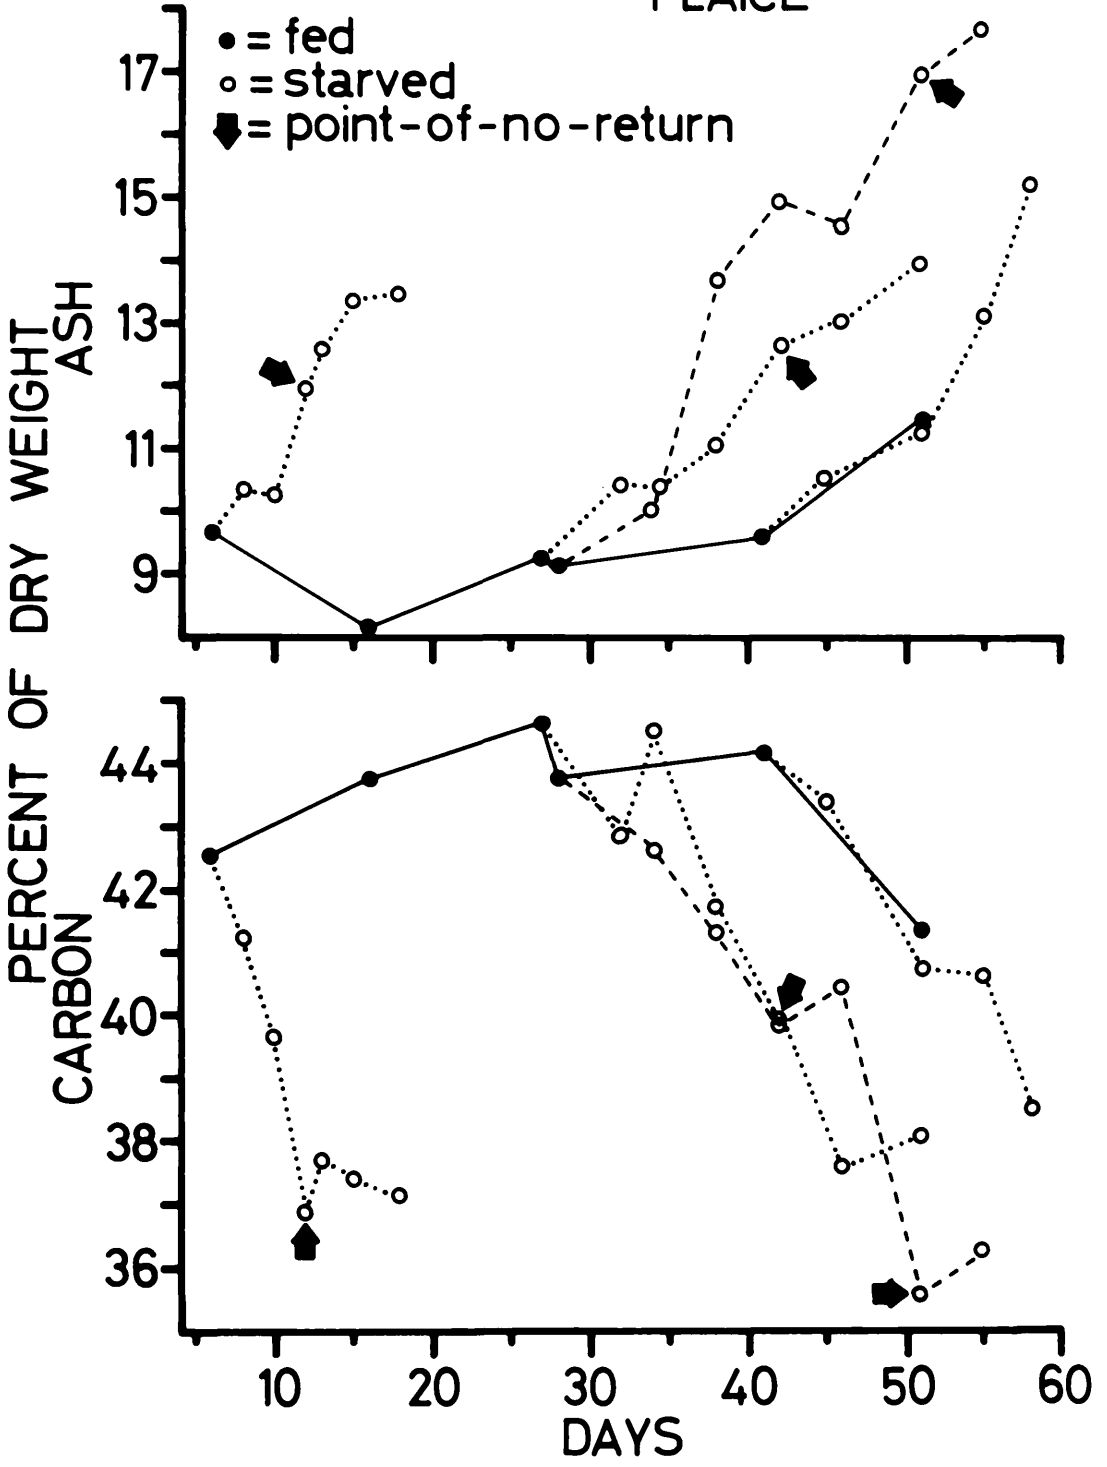 PLAICE
● = fed
○ = starved
⬇ = point-of-no-return
17
15
13
11
9
PERCENT OF DRY WEIGHT
ASH
44
42
40
38
36
CARBON
10 20 30 40 50 60
DAYS